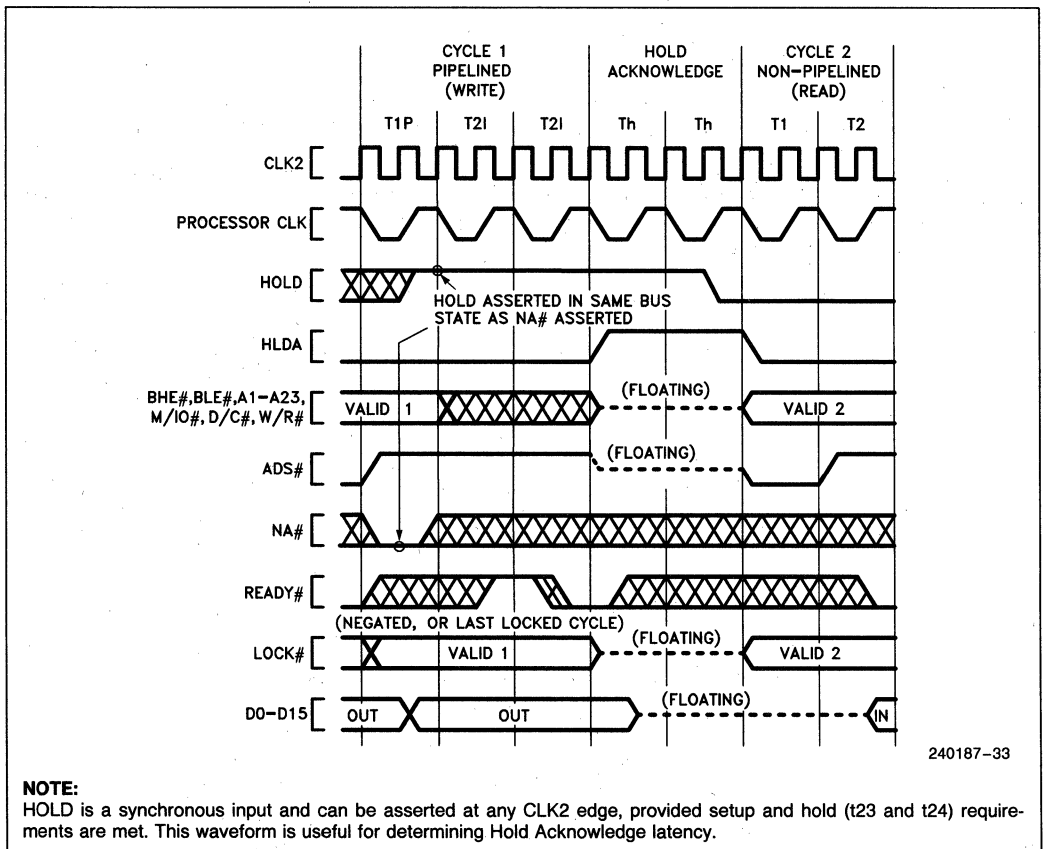 CYCLE 1
PIPELINED
(WRITE)
HOLD
ACKNOWLEDGE
CYCLE 2
NON-PIPELINED
(READ)
T1P T2I T2I Th Th T1 T2
CLK2
PROCESSOR CLK
HOLD
HOLD ASSERTED IN SAME BUS
STATE AS NA# ASSERTED
HLDA
BHE#,BLE#,A1-A23,
M/IO#,D/C#,W/R#
VALID 1 (FLOATING) VALID 2
ADS# (FLOATING)
NA#
READY#
(NEGATED, OR LAST LOCKED CYCLE)
LOCK# VALID 1 (FLOATING) VALID 2
D0-D15 OUT OUT (FLOATING) IN
240187-33
NOTE:
HOLD is a synchronous input and can be asserted at any CLK2 edge, provided setup and hold (t23 and t24) require-
ments are met. This waveform is useful for determining Hold Acknowledge latency.